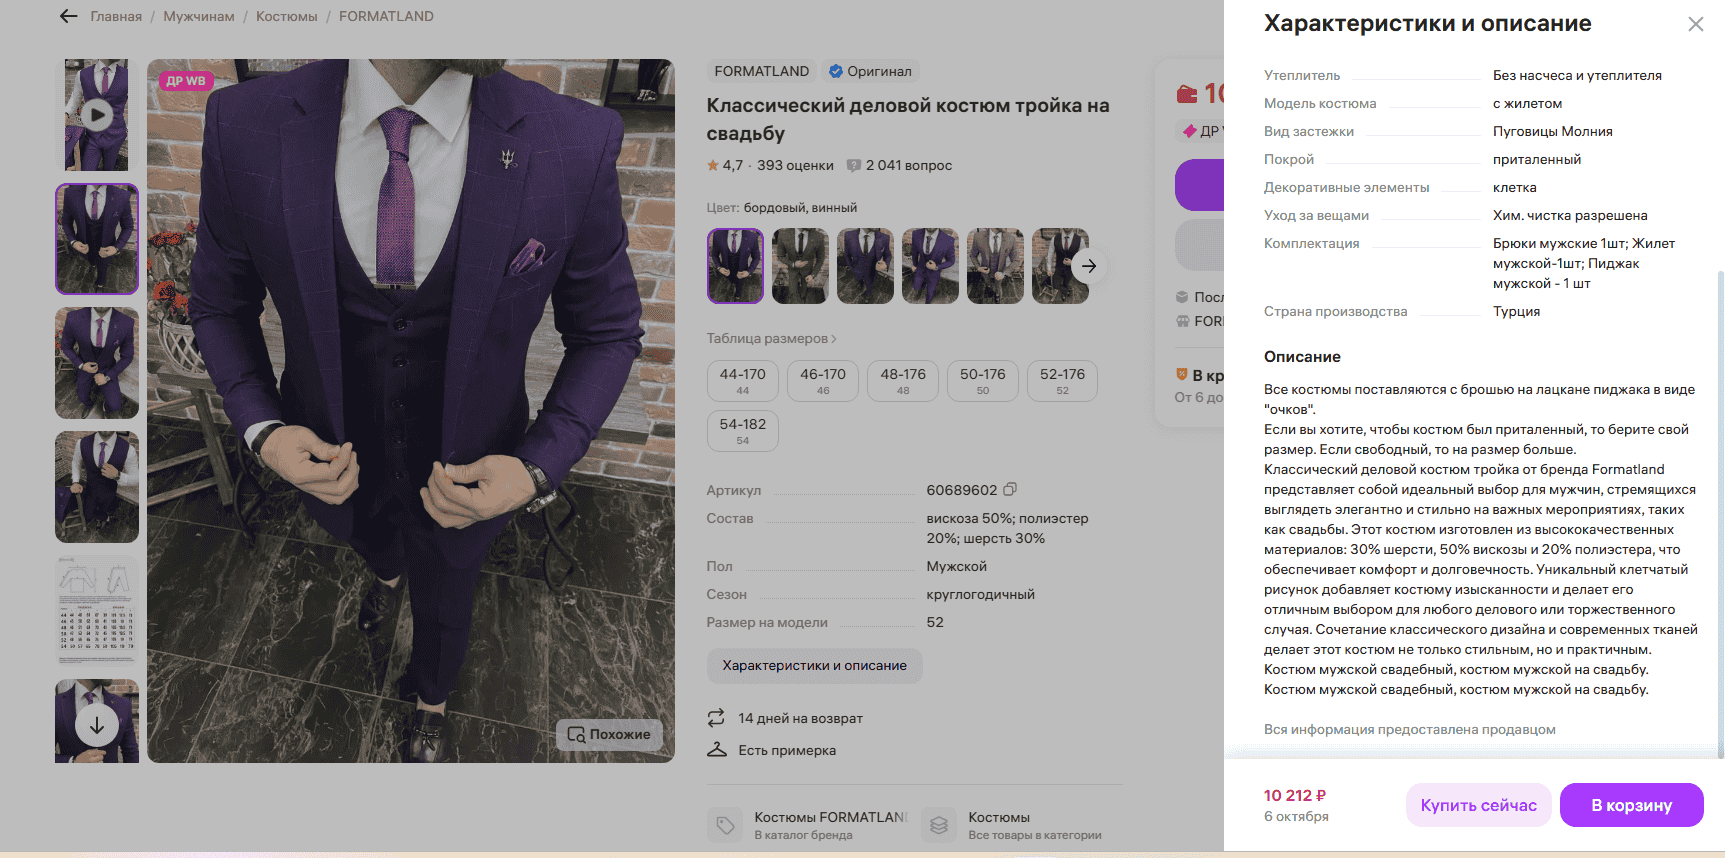 Главная / Мужчинам / Костюмы / FORMATLAND
ДР WB
Похожие
FORMATLAND
Оригинал
Классический деловой костюм тройка на
свадьбу
4,7 · 393 оценки
2 041 вопрос
Цвет: бордовый, винный
Таблица размеров
44-170
44
46-170
46
48-176
48
50-176
50
52-176
52
54-182
54
Артикул 60689602
Состав вискоза 50%; полиэстер
20%; шерсть 30%
Пол Мужской
Сезон круглогодичный
Размер на модели 52
Характеристики и описание
14 дней на возврат
Есть примерка
Костюмы FORMATLAN
В каталог бренда
Костюмы
Все товары в категории
10
ДР
В кр
От 6 до
Характеристики и описание
Утеплитель Без насчеса и утеплителя
Модель костюма с жилетом
Вид застежки Пуговицы Молния
Покрой приталенный
Декоративные элементы клетка
Уход за вещами Хим. чистка разрешена
Комплектация Брюки мужские 1шт; Жилет
мужской-1шт; Пиджак
мужской - 1 шт
Страна производства Турция
Описание
Все костюмы поставляются с брошью на лацкане пиджака в виде
"очков".
Если вы хотите, чтобы костюм был приталенный, то берите свой
размер. Если свободный, то на размер больше.
Классический деловой костюм тройка от бренда Formatland
представляет собой идеальный выбор для мужчин, стремящихся
выглядеть элегантно и стильно на важных мероприятиях, таких
как свадьбы. Этот костюм изготовлен из высококачественных
материалов: 30% шерсти, 50% вискозы и 20% полиэстера, что
обеспечивает комфорт и долговечность. Уникальный клетчатый
рисунок добавляет костюму изысканности и делает его
отличным выбором для любого делового или торжественного
случая. Сочетание классического дизайна и современных тканей
делает этот костюм не только стильным, но и практичным.
Костюм мужской свадебный, костюм мужской на свадьбу.
Костюм мужской свадебный, костюм мужской на свадьбу.
Вся информация предоставлена продавцом
10 212 ₽
6 октября
Купить сейчас
В корзину